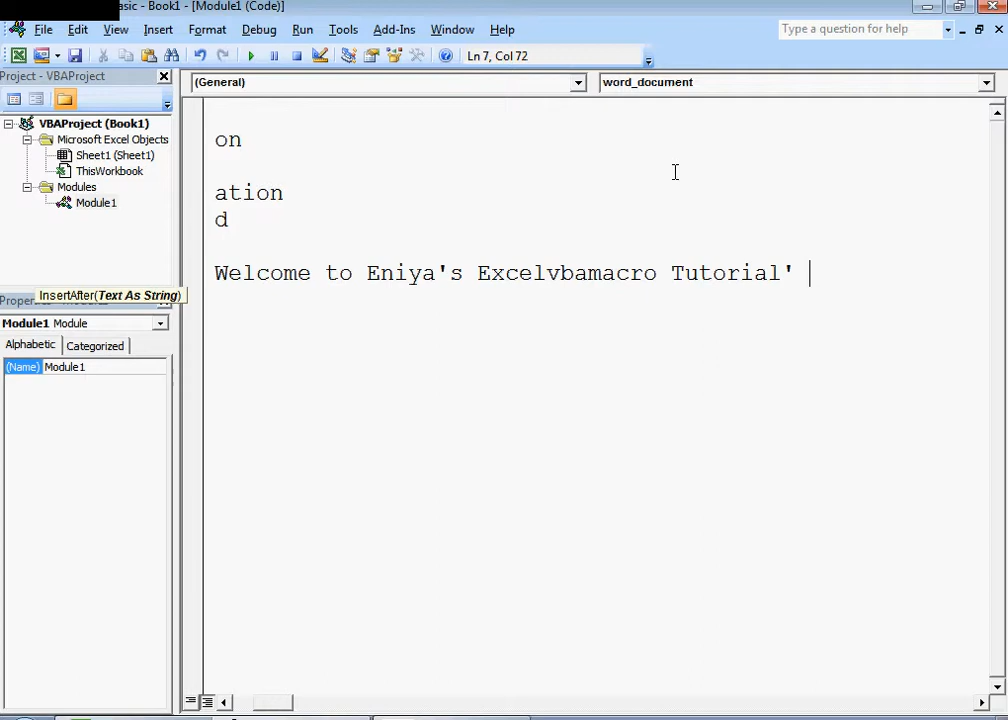 asic - Book1 - [Module1 (Code)]
File Edit View Insert Format Debug Run Tools Add-Ins Window Help
Type a question for help
Ln 7, Col 72
Project - VBAProject
(General)
word_document
VBAProject (Book1)
Microsoft Excel Objects
Sheet1 (Sheet1)
ThisWorkbook
Modules
Module1
on
ation
d
Welcome to Eniya's Excelvbamacro Tutorial'
InsertAfter(Text As String)
Module1 Module
Alphabetic Categorized
(Name) Module1